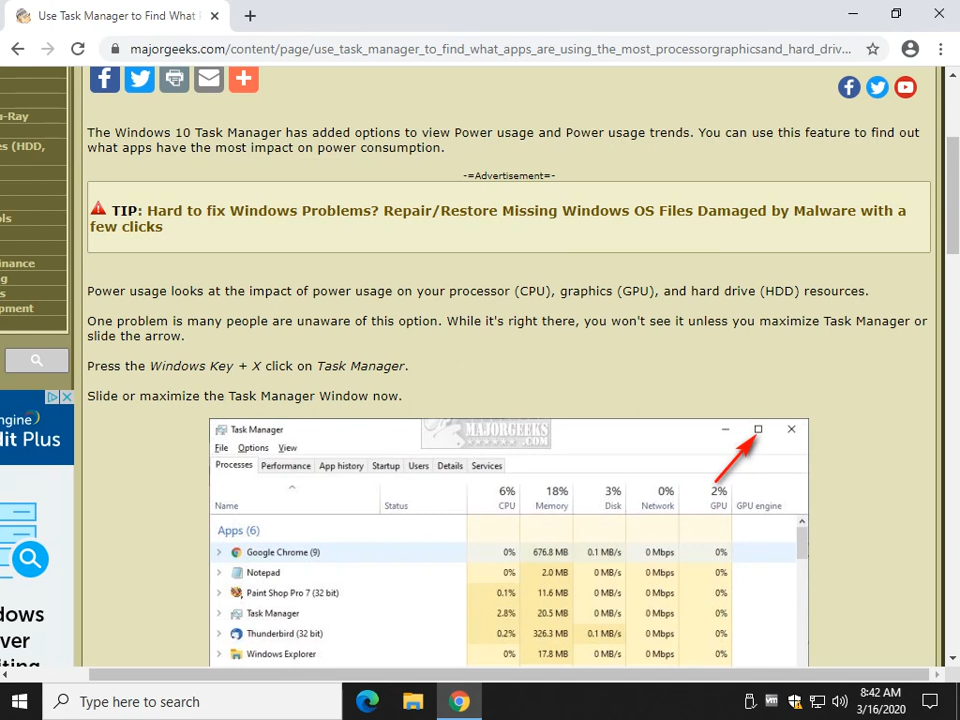 Use Task Manager to Find What
majorgeeks.com/content/page/use_task_manager_to_find_what_apps_are_using_the_most_processorgraphicsand_hard_driv...
u-Ray
es (HDD,
ols
inance
g
s
pment
ngine
dit Plus
dows
ver
iting
The Windows 10 Task Manager has added options to view Power usage and Power usage trends. You can use this feature to find out
what apps have the most impact on power consumption.
-=Advertisement=-
TIP: Hard to fix Windows Problems? Repair/Restore Missing Windows OS Files Damaged by Malware with a
few clicks
Power usage looks at the impact of power usage on your processor (CPU), graphics (GPU), and hard drive (HDD) resources.
One problem is many people are unaware of this option. While it's right there, you won't see it unless you maximize Task Manager or
slide the arrow.
Press the Windows Key + X click on Task Manager.
Slide or maximize the Task Manager Window now.
Task Manager
MAJORGEEKS
.COM
File Options View
Processes Performance App history Startup Users Details Services
6% 18% 3% 0% 2%
Name Status CPU Memory Disk Network GPU GPU engine
Apps (6)
Google Chrome (9) 0% 676.8 MB 0.1 MB/s 0 Mbps 0%
Notepad 0% 2.0 MB 0 MB/s 0 Mbps 0%
Paint Shop Pro 7 (32 bit) 0.1% 11.6 MB 0 MB/s 0 Mbps 0%
Task Manager 2.8% 20.5 MB 0 MB/s 0 Mbps 0%
Thunderbird (32 bit) 0.2% 326.3 MB 0.1 MB/s 0 Mbps 0%
Windows Explorer 0% 17.8 MB 0 MB/s 0 Mbps 0%
Type here to search
vm
8:42 AM
3/16/2020